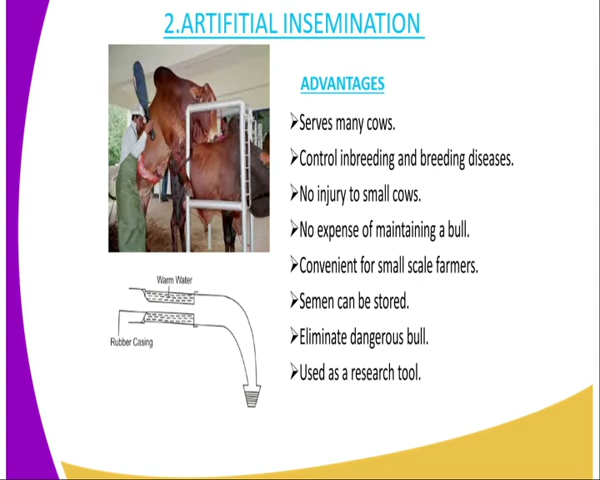 2.ARTIFITIAL INSEMINATION
ADVANTAGES
➢Serves many cows.
➢Control inbreeding and breeding diseases.
➢No injury to small cows.
➢No expense of maintaining a bull.
➢Convenient for small scale farmers.
➢Semen can be stored.
➢Eliminate dangerous bull.
➢Used as a research tool.
Warm Water
Rubber Casing